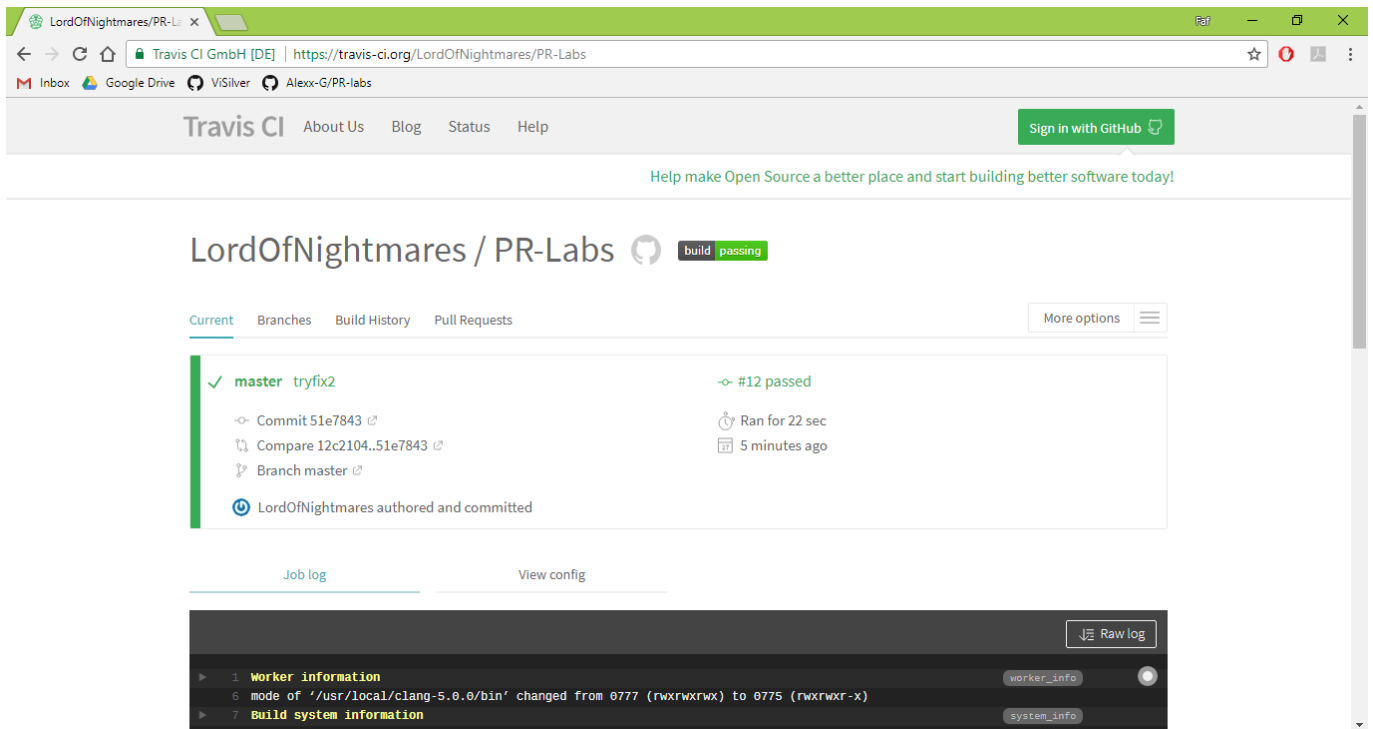 LordOfNightmares/PR-La
Paf
Travis CI GmbH [DE] | https://travis-ci.org/LordOfNightmares/PR-Labs
Inbox Google Drive ViSilver Alexx-G/PR-labs
Travis CI About Us Blog Status Help Sign in with GitHub
Help make Open Source a better place and start building better software today!
LordOfNightmares / PR-Labs build passing
Current Branches Build History Pull Requests More options
master tryfix2 #12 passed
Commit 51e7843 Ran for 22 sec
Compare 12c2104..51e7843 5 minutes ago
Branch master
LordOfNightmares authored and committed
Job log View config
Raw log
1 Worker information worker_info
6 mode of ‘/usr/local/clang-5.0.0/bin’ changed from 0777 (rwxrwxrwx) to 0775 (rwxrwxr-x)
7 Build system information system_info